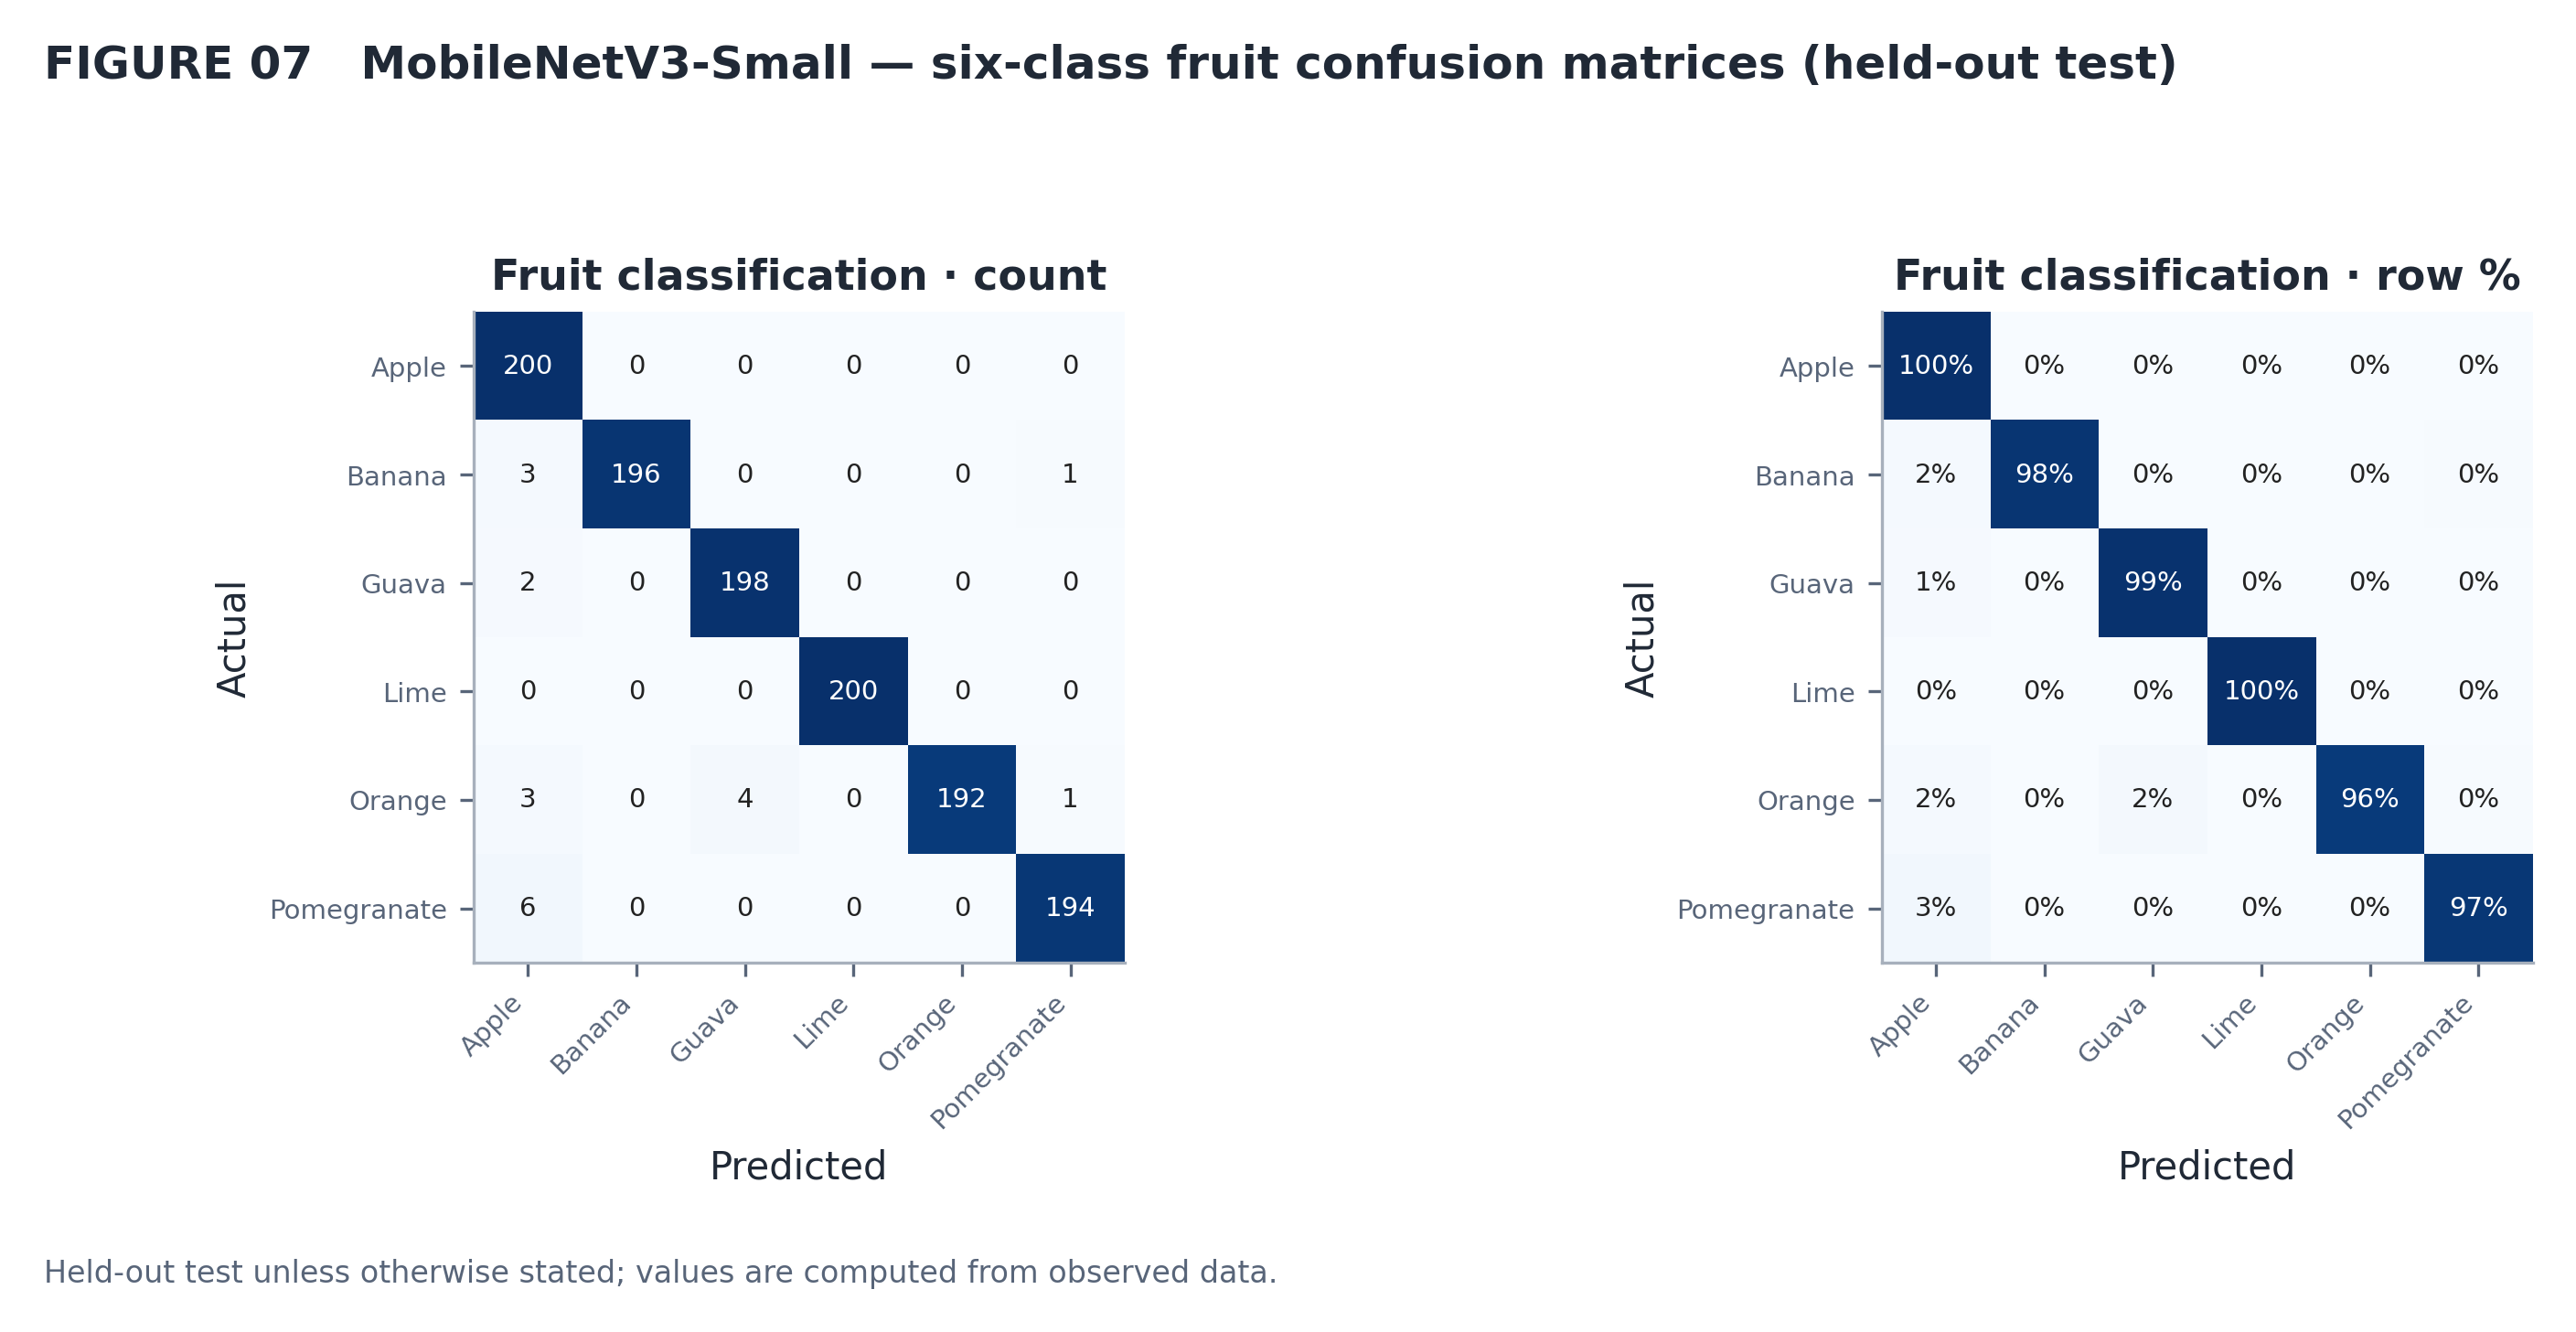 FIGURE 07 MobileNetV3-Small — six-class fruit confusion matrices (held-out test)
Fruit classification · count
Actual
Apple 200 0 0 0 0 0
Banana 3 196 0 0 0 1
Guava 2 0 198 0 0 0
Lime 0 0 0 200 0 0
Orange 3 0 4 0 192 1
Pomegranate 6 0 0 0 0 194
Apple Banana Guava Lime Orange Pomegranate
Predicted
Fruit classification · row %
Actual
Apple 100% 0% 0% 0% 0% 0%
Banana 2% 98% 0% 0% 0% 0%
Guava 1% 0% 99% 0% 0% 0%
Lime 0% 0% 0% 100% 0% 0%
Orange 2% 0% 2% 0% 96% 0%
Pomegranate 3% 0% 0% 0% 0% 97%
Apple Banana Guava Lime Orange Pomegranate
Predicted
Held-out test unless otherwise stated; values are computed from observed data.